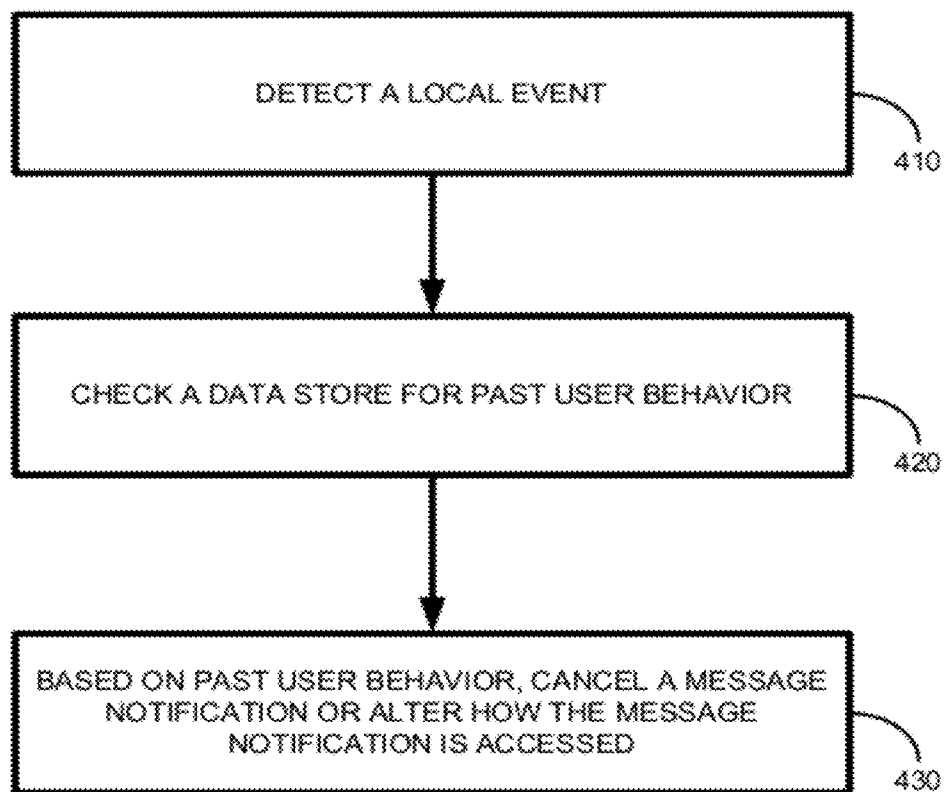 DETECT A LOCAL EVENT
410
CHECK A DATA STORE FOR PAST USER BEHAVIOR
420
BASED ON PAST USER BEHAVIOR, CANCEL A MESSAGE
NOTIFICATION OR ALTER HOW THE MESSAGE
NOTIFICATION IS ACCESSED
430